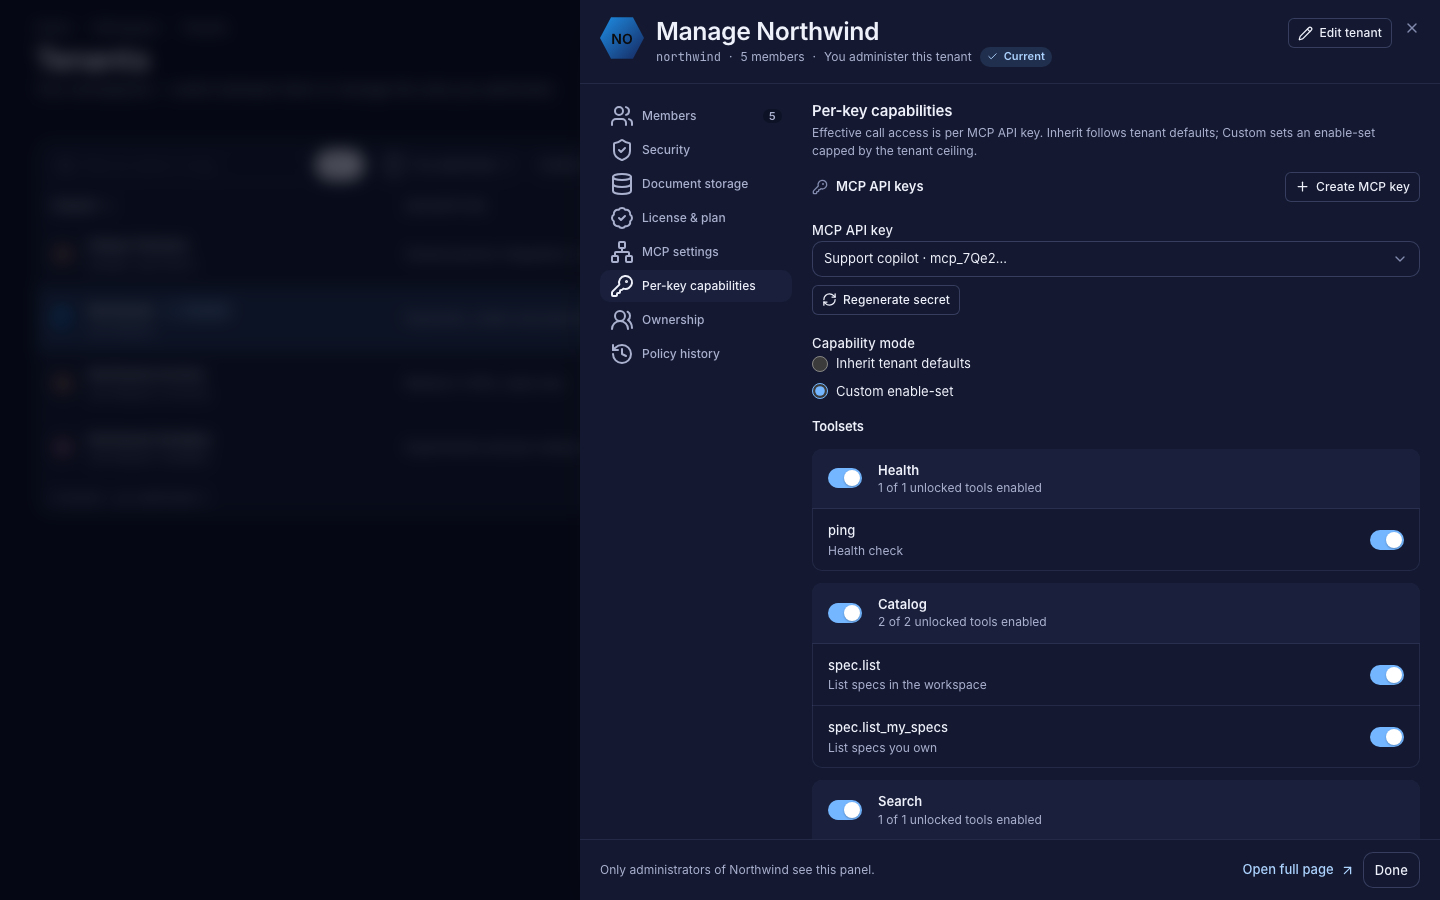 Tenants
NO
Manage Northwind
northwind · 5 members · You administer this tenant
Current
Edit tenant
Members
5
Security
Document storage
License & plan
MCP settings
Per-key capabilities
Ownership
Policy history
Per-key capabilities
Effective call access is per MCP API key. Inherit follows tenant defaults; Custom sets an enable-set
capped by the tenant ceiling.
MCP API keys
Create MCP key
MCP API key
Support copilot · mcp_7Qe2...
Regenerate secret
Capability mode
Inherit tenant defaults
Custom enable-set
Toolsets
Health
1 of 1 unlocked tools enabled
ping
Health check
Catalog
2 of 2 unlocked tools enabled
spec.list
List specs in the workspace
spec.list_my_specs
List specs you own
Search
1 of 1 unlocked tools enabled
Only administrators of Northwind see this panel.
Open full page
Done